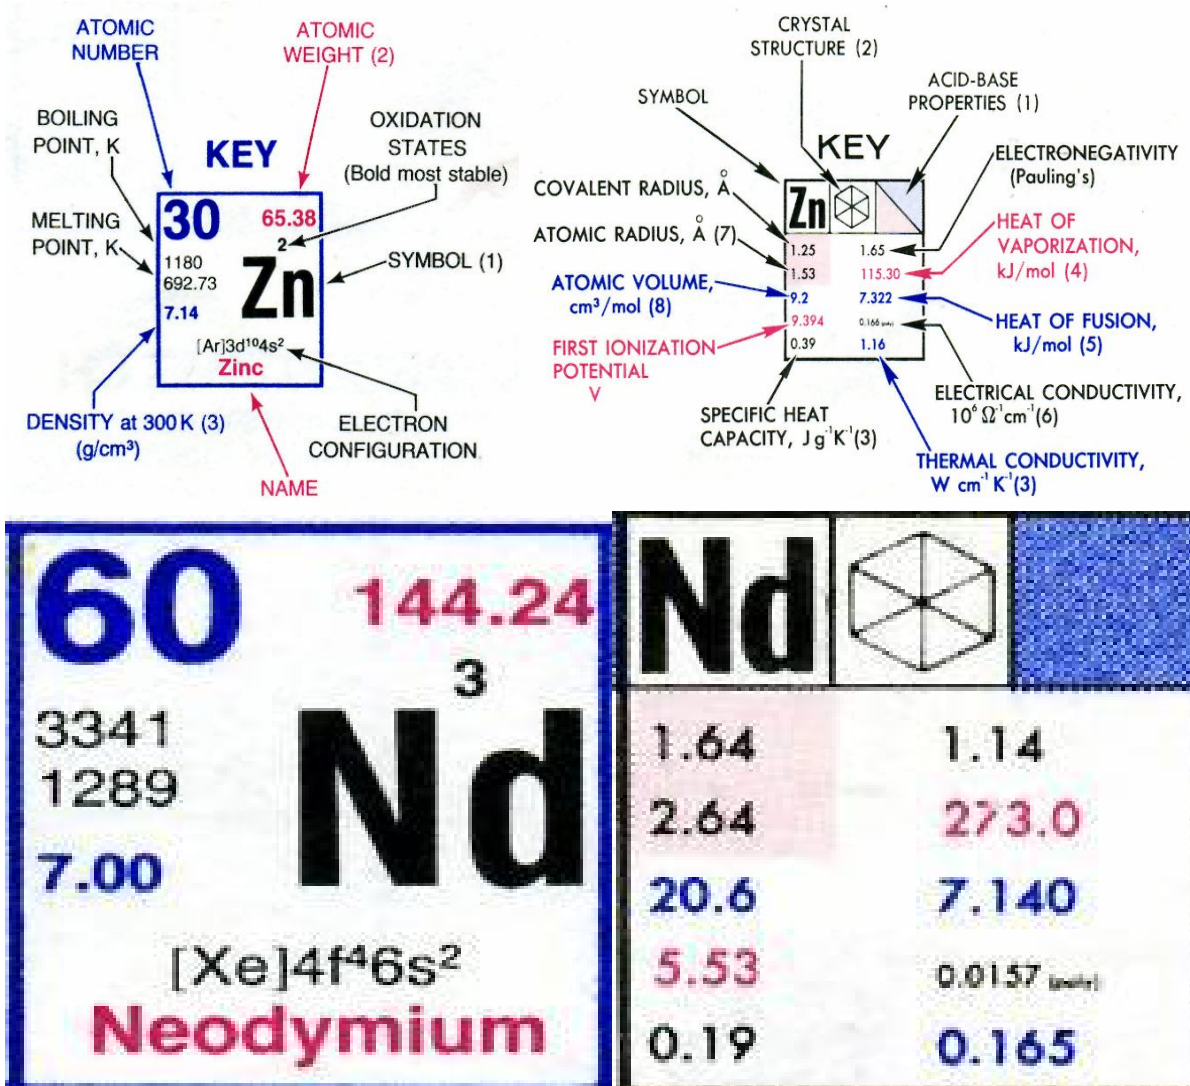 ATOMIC
NUMBER
ATOMIC
WEIGHT (2)
BOILING
POINT, K
KEY
OXIDATION
STATES
(Bold most stable)
MELTING
POINT, K
30
65.38
2
1180
692.73
Zn
SYMBOL (1)
7.14
[Ar]3d¹⁰4s²
Zinc
DENSITY at 300 K (3)
(g/cm³)
ELECTRON
CONFIGURATION
NAME
CRYSTAL
STRUCTURE (2)
SYMBOL
ACID-BASE
PROPERTIES (1)
KEY
ELECTRONEGATIVITY
(Pauling's)
COVALENT RADIUS, Å
Zn
ATOMIC RADIUS, Å (7)
HEAT OF
VAPORIZATION,
kJ/mol (4)
1.25 1.65
1.53 115.30
ATOMIC VOLUME,
cm³/mol (8)
9.2 7.322
9.394 0.166 (poly)
0.39 1.16
HEAT OF FUSION,
kJ/mol (5)
FIRST IONIZATION
POTENTIAL
V
ELECTRICAL CONDUCTIVITY,
10⁶ Ω⁻¹cm⁻¹(6)
SPECIFIC HEAT
CAPACITY, J g⁻¹K⁻¹(3)
THERMAL CONDUCTIVITY,
W cm⁻¹ K⁻¹(3)
60
144.24
3
3341
1289
Nd
7.00
[Xe]4f⁴6s²
Neodymium
Nd
1.64 1.14
2.64 273.0
20.6 7.140
5.53 0.0157 (poly)
0.19 0.165